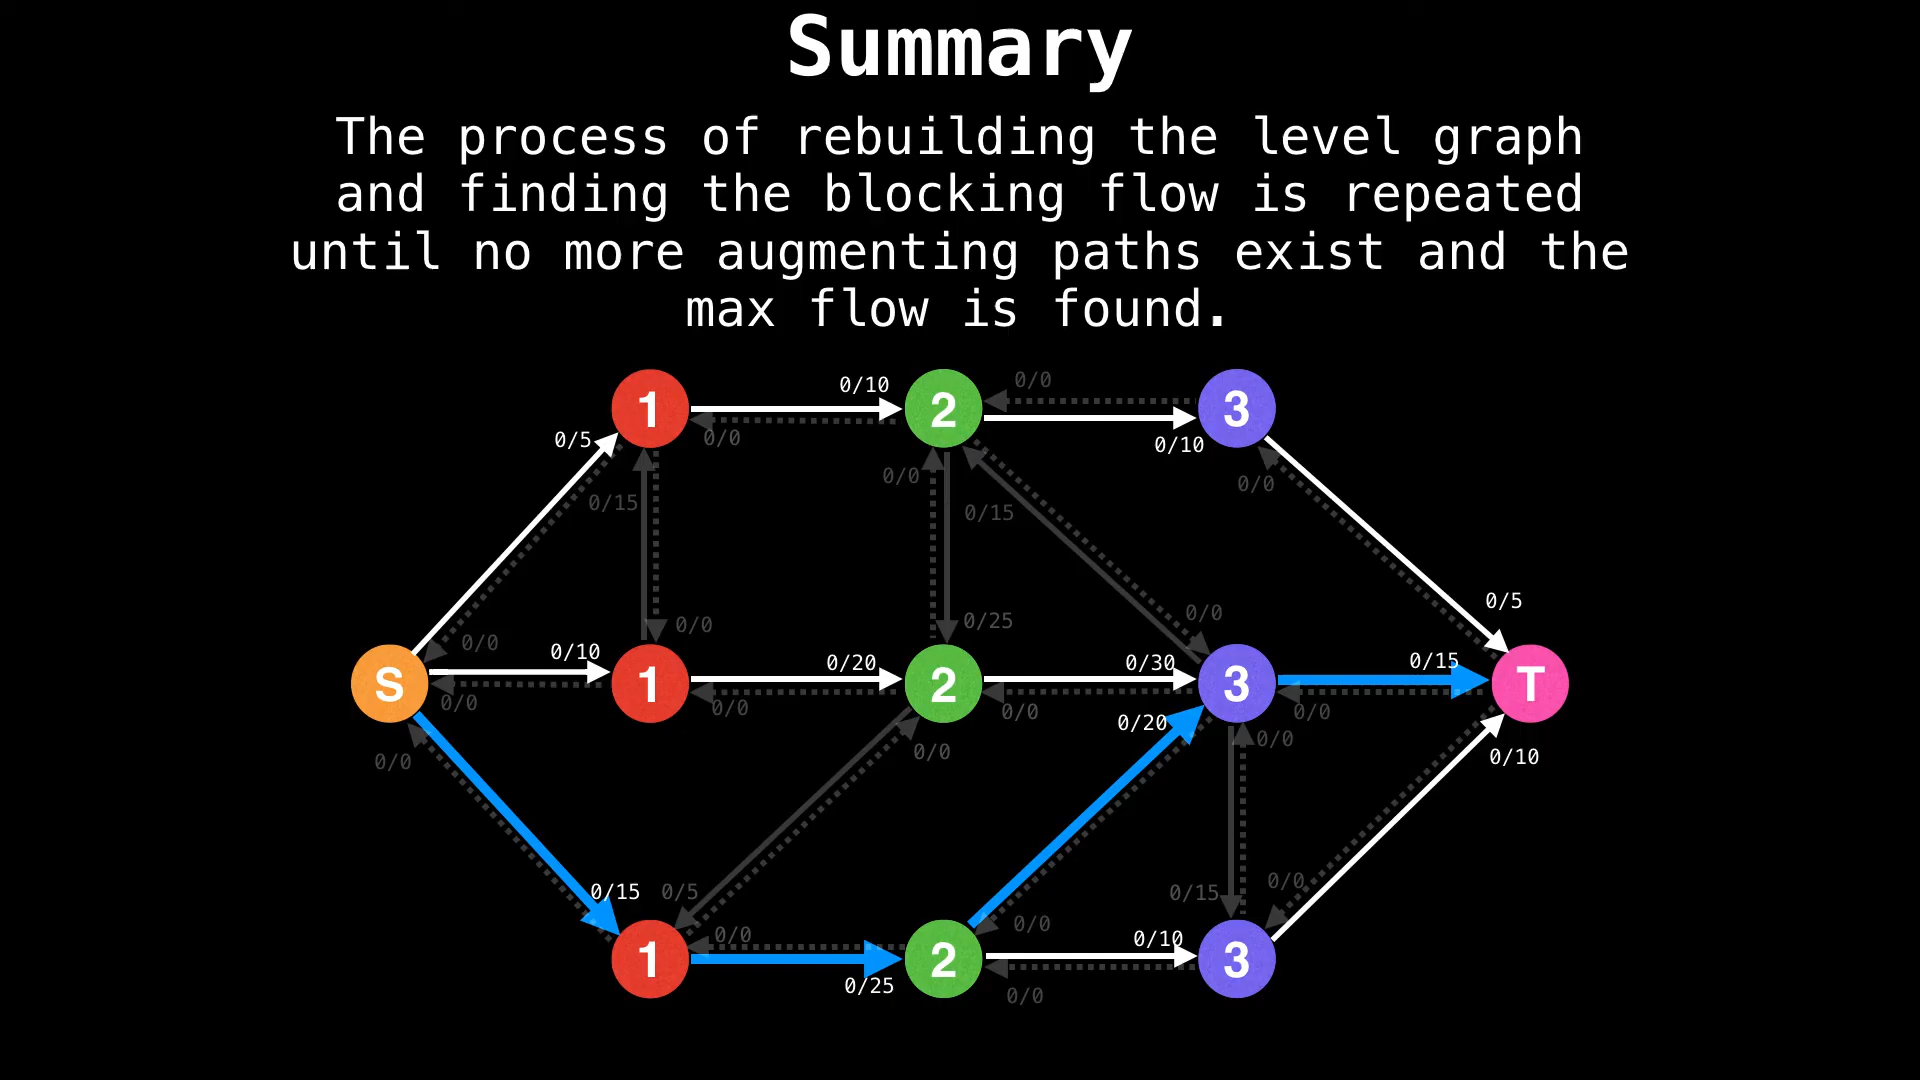 Summary
The process of rebuilding the level graph
and finding the blocking flow is repeated
until no more augmenting paths exist and the
max flow is found.
1 0/10 2 0/0 3
0/5 0/0 0/10
0/0 0/0
0/15 0/15
0/5
0/0 0/0 0/25 0/0
S 0/10 1 0/20 2 0/30 3 0/15 T
0/0 0/0 0/0 0/0
0/20
0/0 0/0 0/0 0/10
0/15 0/5 0/15 0/0
0/0 0/0 0/10
1 2 3
0/25 0/0